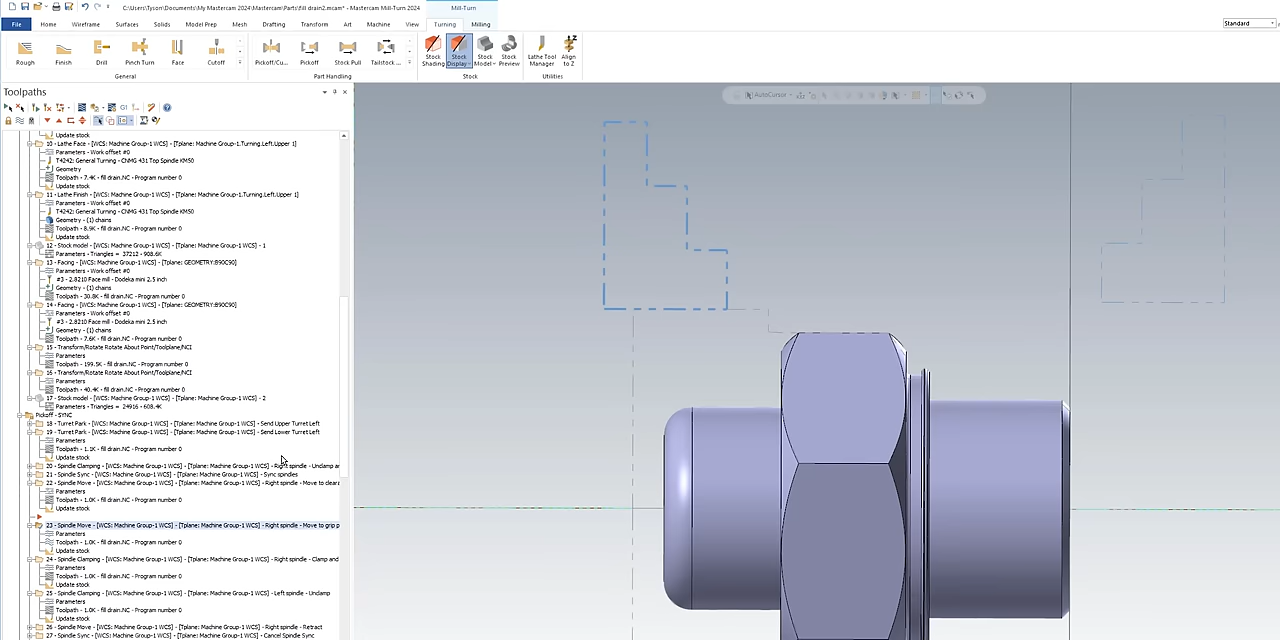 C:\Users\Tyson\Documents\My Mastercam 2024\Mastercam\Parts\fill drain2.mcam* - Mastercam Mill-Turn 2024
Mill-Turn
File Home Wireframe Surfaces Solids Model Prep Mesh Drafting Transform Art Machine View Turning Milling
Standard
Rough Finish Drill Pinch Turn Face Cutoff Pickoff/Cu... Pickoff Stock Pull Tailstock ... Stock Shading Stock Display Stock Model Stock Preview Lathe Tool Manager Align to Z
General Part Handling Stock Utilities
Toolpaths
AutoCursor
Update stock
10 - Lathe Face - [WCS: Machine Group-1 WCS] - [Tplane: Machine Group-1.Turning.Left.Upper 1]
Parameters - Work offset #0
T4242: General Turning - CNMG 431 Top Spindle KM50
Geometry
Toolpath - 7.4K - fill drain.NC - Program number 0
Update stock
11 - Lathe Finish - [WCS: Machine Group-1 WCS] - [Tplane: Machine Group-1.Turning.Left.Upper 1]
Parameters - Work offset #0
T4242: General Turning - CNMG 431 Top Spindle KM50
Geometry - (1) chains
Toolpath - 8.9K - fill drain.NC - Program number 0
Update stock
12 - Stock model - [WCS: Machine Group-1 WCS] - [Tplane: Machine Group-1 WCS] - 1
Parameters - Triangles = 37212 - 908.6K
13 - Facing - [WCS: Machine Group-1 WCS] - [Tplane: GEOMETRY:B90C90]
Parameters - Work offset #0
#3 - 2.8210 Face mill - Dodeka mini 2.5 inch
Geometry - (1) chains
Toolpath - 30.8K - fill drain.NC - Program number 0
Update stock
14 - Facing - [WCS: Machine Group-1 WCS] - [Tplane: GEOMETRY:B90C90]
Parameters - Work offset #0
#3 - 2.8210 Face mill - Dodeka mini 2.5 inch
Geometry - (1) chains
Toolpath - 7.6K - fill drain.NC - Program number 0
15 - Transform/Rotate Rotate About Point/Toolplane/NCI
Parameters
Toolpath - 199.5K - fill drain.NC - Program number 0
16 - Transform/Rotate Rotate About Point/Toolplane/NCI
Parameters
Toolpath - 40.4K - fill drain.NC - Program number 0
17 - Stock model - [WCS: Machine Group-1 WCS] - [Tplane: Machine Group-1 WCS] - 2
Parameters - Triangles = 24916 - 608.4K
Pickoff - SYNC
18 - Turret Park - [WCS: Machine Group-1 WCS] - [Tplane: Machine Group-1 WCS] - Send Upper Turret Left
19 - Turret Park - [WCS: Machine Group-1 WCS] - [Tplane: Machine Group-1 WCS] - Send Lower Turret Left
Parameters
Toolpath - 1.1K - fill drain.NC - Program number 0
Update stock
20 - Spindle Clamping - [WCS: Machine Group-1 WCS] - [Tplane: Machine Group-1 WCS] - Right spindle - Unclamp ar
21 - Spindle Sync - [WCS: Machine Group-1 WCS] - [Tplane: Machine Group-1 WCS] - Sync spindles
22 - Spindle Move - [WCS: Machine Group-1 WCS] - [Tplane: Machine Group-1 WCS] - Right spindle - Move to clear
Parameters
Toolpath - 1.0K - fill drain.NC - Program number 0
Update stock
23 - Spindle Move - [WCS: Machine Group-1 WCS] - [Tplane: Machine Group-1 WCS] - Right spindle - Move to grip p
Parameters
Toolpath - 1.0K - fill drain.NC - Program number 0
Update stock
24 - Spindle Clamping - [WCS: Machine Group-1 WCS] - [Tplane: Machine Group-1 WCS] - Right spindle - Clamp and
Parameters
Toolpath - 1.0K - fill drain.NC - Program number 0
Update stock
25 - Spindle Clamping - [WCS: Machine Group-1 WCS] - [Tplane: Machine Group-1 WCS] - Left spindle - Unclamp
Parameters
Toolpath - 1.0K - fill drain.NC - Program number 0
Update stock
26 - Spindle Move - [WCS: Machine Group-1 WCS] - [Tplane: Machine Group-1 WCS] - Right spindle - Retract
27 - Spindle Sync - [WCS: Machine Group-1 WCS] - [Tplane: Machine Group-1 WCS] - Cancel Spindle Sync